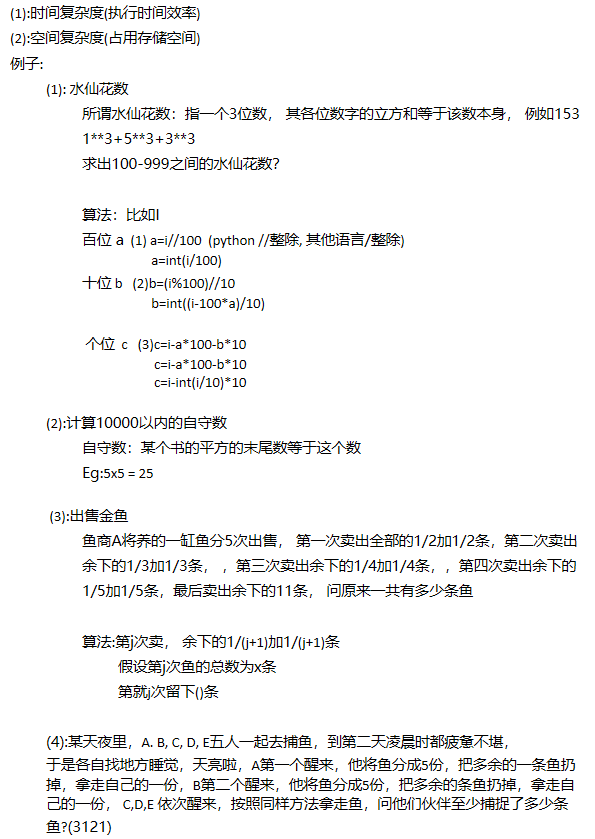 (1):时间复杂度(执行时间效率)
(2):空间复杂度(占用存储空间)
例子:
(1): 水仙花数
所谓水仙花数：指一个3位数， 其各位数字的立方和等于该数本身， 例如153
1**3+5**3+3**3
求出100-999之间的水仙花数?
算法：比如I
百位 a (1) a=i//100 (python //整除, 其他语言/整除)
a=int(i/100)
十位 b (2)b=(i%100)//10
b=int((i-100*a)/10)
个位 c (3)c=i-a*100-b*10
c=i-a*100-b*10
c=i-int(i/10)*10
(2):计算10000以内的自守数
自守数：某个书的平方的末尾数等于这个数
Eg:5x5 = 25
(3):出售金鱼
鱼商A将养的一缸鱼分5次出售， 第一次卖出全部的1/2加1/2条，第二次卖出
余下的1/3加1/3条， ，第三次卖出余下的1/4加1/4条，，第四次卖出余下的
1/5加1/5条，最后卖出余下的11条， 问原来一共有多少条鱼
算法:第j次卖， 余下的1/(j+1)加1/(j+1)条
假设第j次鱼的总数为x条
第就j次留下()条
(4):某天夜里，A. B, C, D, E五人一起去捕鱼，到第二天凌晨时都疲惫不堪，
于是各自找地方睡觉，天亮啦，A第一个醒来，他将鱼分成5份，把多余的一条鱼扔
掉，拿走自己的一份，B第二个醒来，他将鱼分成5份，把多余的条鱼扔掉，拿走自
己的一份， C,D,E 依次醒来，按照同样方法拿走鱼，问他们伙伴至少捕捉了多少条
鱼?(3121)